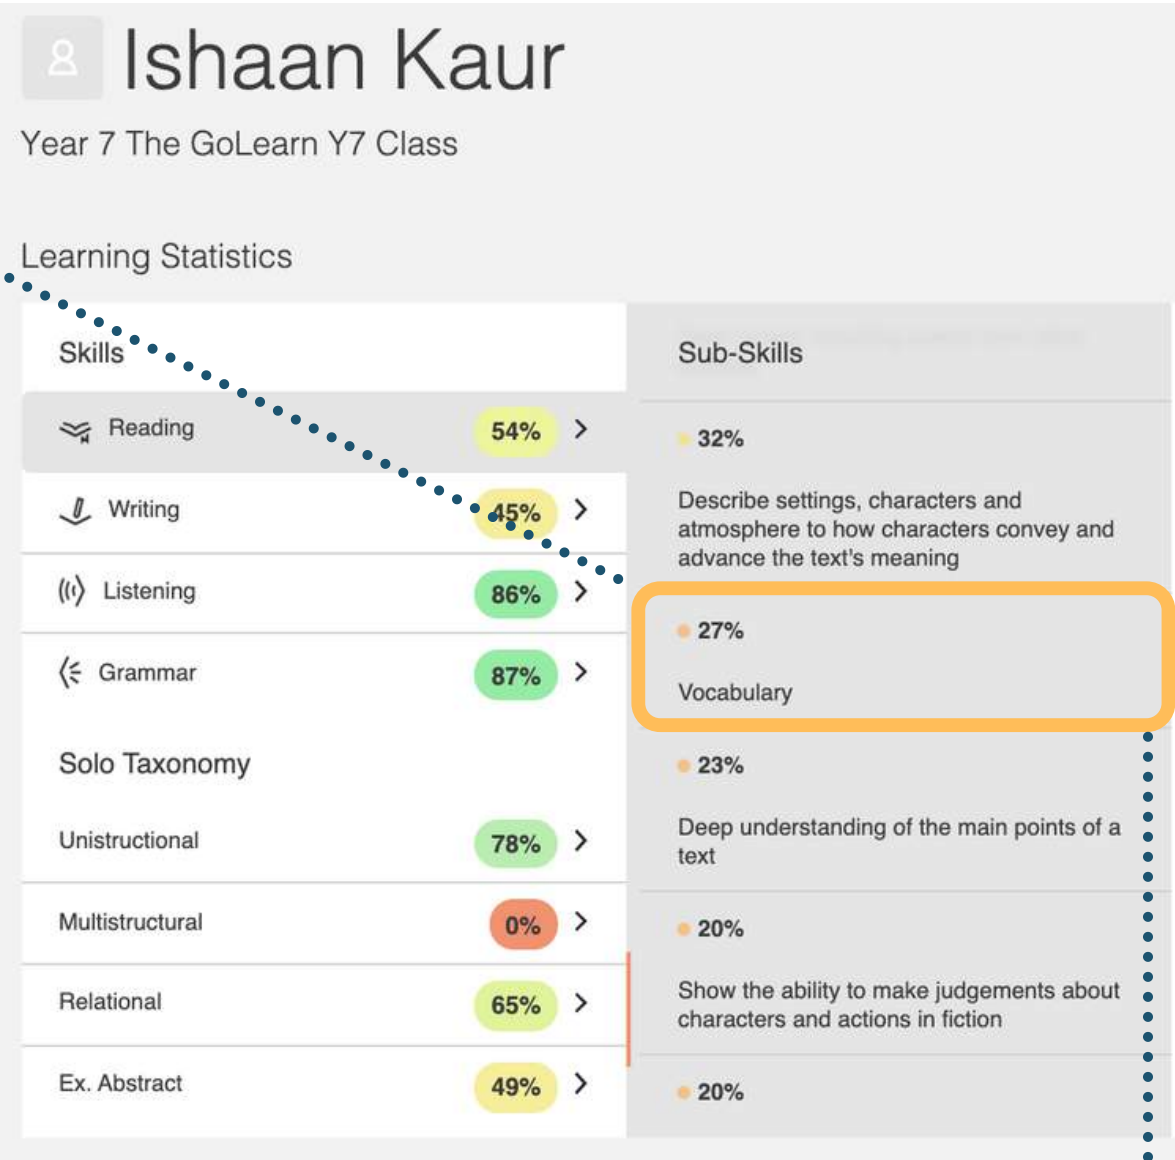 Ishaan Kaur
Year 7 The GoLearn Y7 Class
Learning Statistics
Skills
Reading 54%
Writing 45%
Listening 86%
Grammar 87%
Solo Taxonomy
Unistructional 78%
Multistructural 0%
Relational 65%
Ex. Abstract 49%
Sub-Skills
32%
Describe settings, characters and
atmosphere to how characters convey and
advance the text's meaning
27%
Vocabulary
23%
Deep understanding of the main points of a
text
20%
Show the ability to make judgements about
characters and actions in fiction
20%